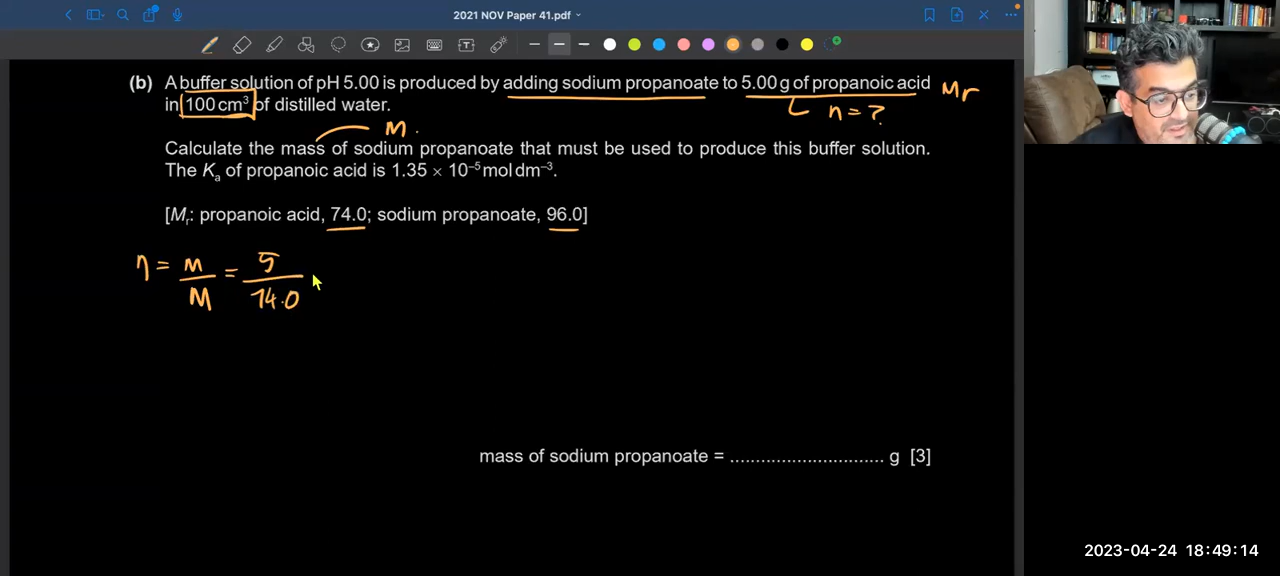 2021 NOV Paper 41.pdf
(b) A buffer solution of pH 5.00 is produced by adding sodium propanoate to 5.00 g of propanoic acid Mr
in 100 cm³ of distilled water.
n = ?
M
Calculate the mass of sodium propanoate that must be used to produce this buffer solution.
The Kₐ of propanoic acid is 1.35 × 10⁻⁵ mol dm⁻³.
[Mᵣ: propanoic acid, 74.0; sodium propanoate, 96.0]
n = m / M = 5 / 74.0
mass of sodium propanoate = .............................. g [3]
2023-04-24 18:49:14